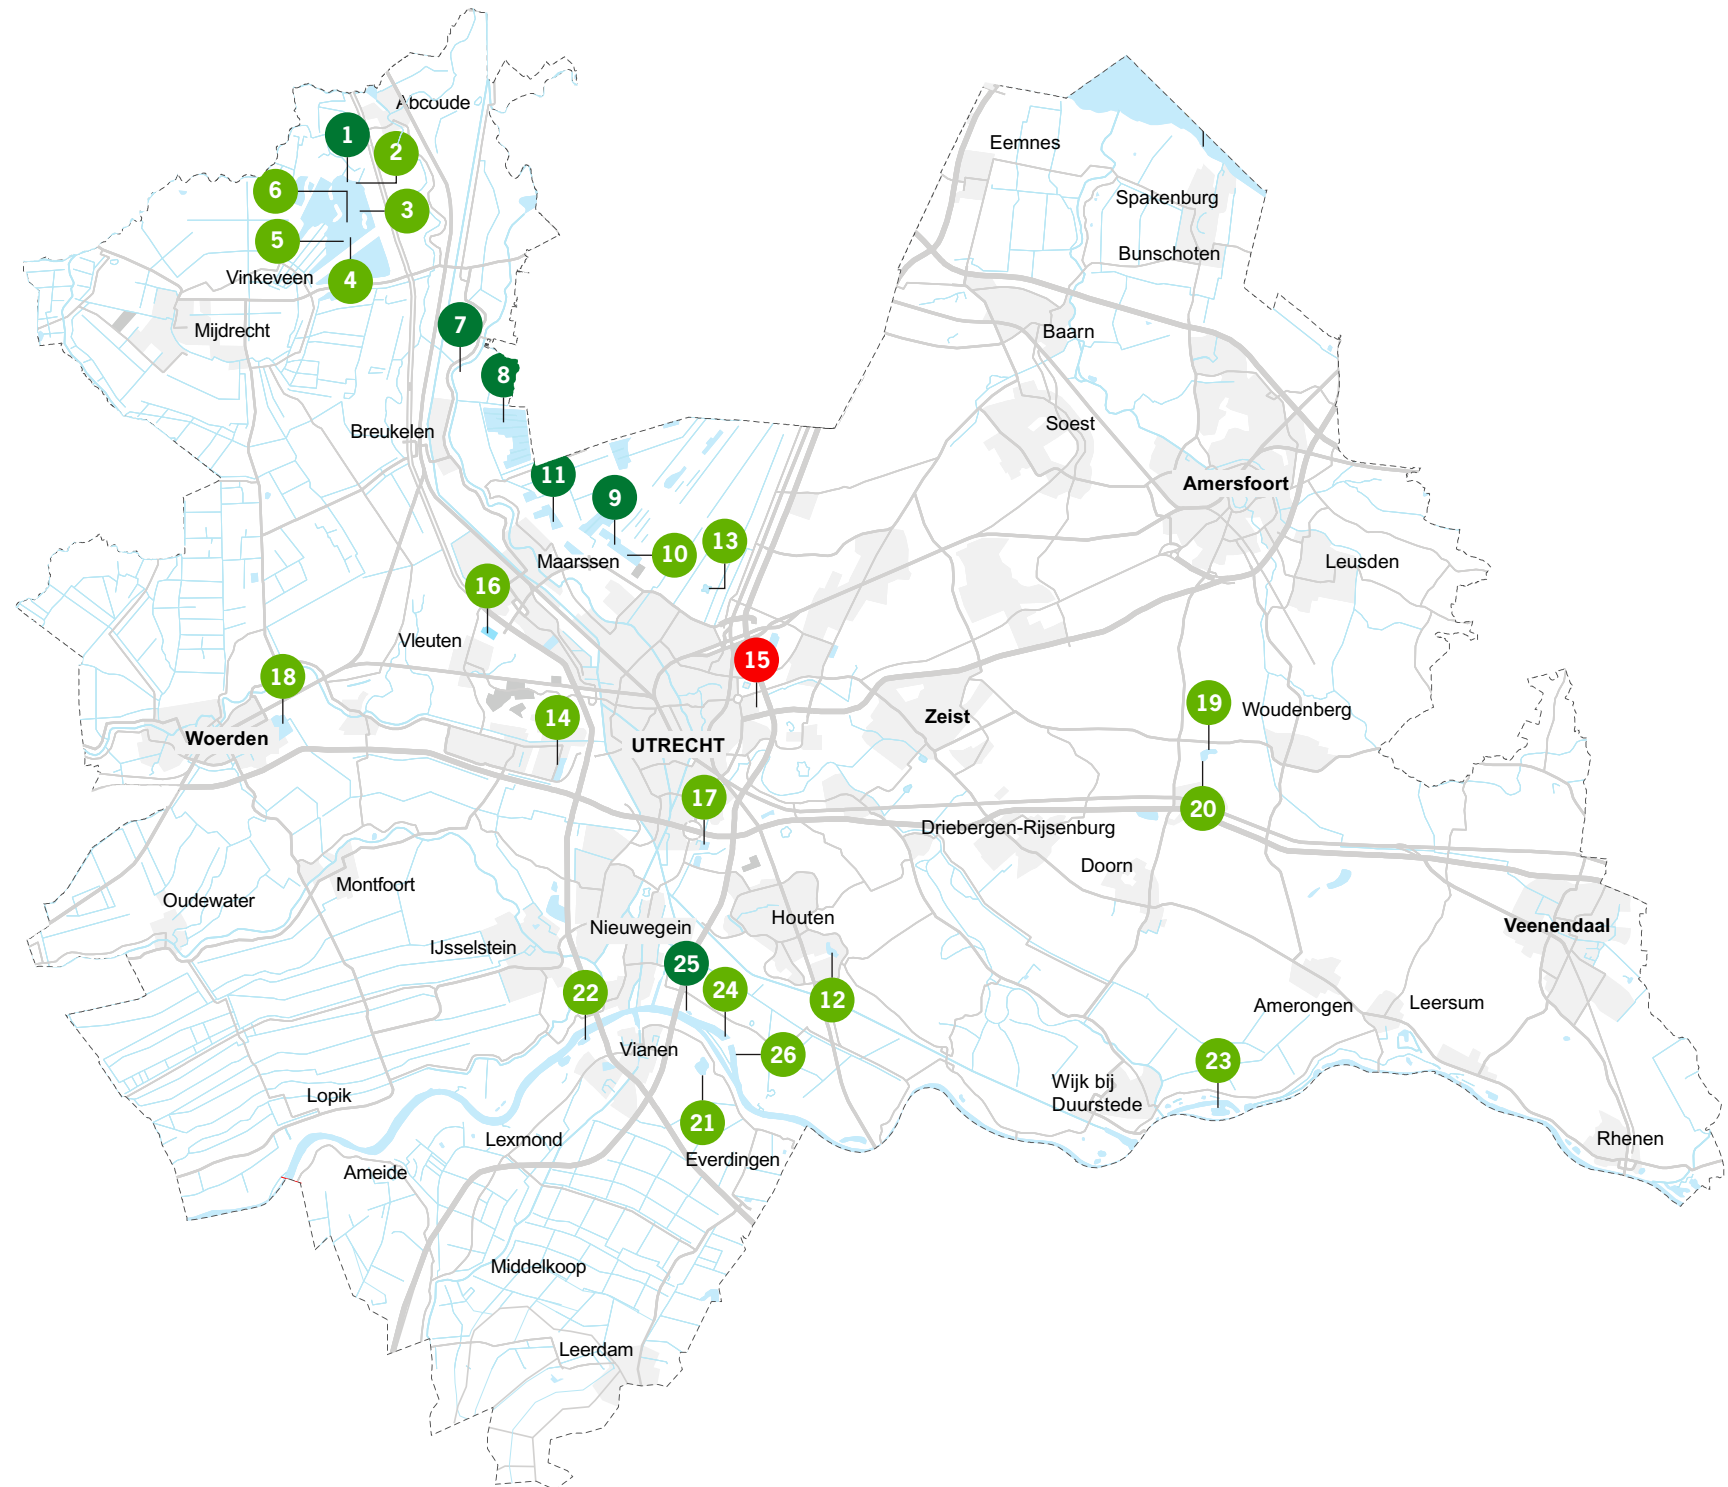 Abcoude
1
2
Eemnes
6
3
Spakenburg
5
Bunschoten
Vinkeveen
4
7
Mijdrecht
Baarn
8
Breukelen
Soest
11
9
Amersfoort
13
10
Maarssen
Leusden
16
Vleuten
15
18
19
Woudenberg
14
Zeist
Woerden
UTRECHT
17
20
Driebergen-Rijsenburg
Doorn
Montfoort
Oudewater
Houten
Nieuwegein
Veenendaal
IJsselstein
25
22
24
12
Amerongen
Leersum
Vianen
26
23
Wijk bij
Duurstede
Lopik
21
Lexmond
Rhenen
Everdingen
Ameide
Middelkoop
Leerdam